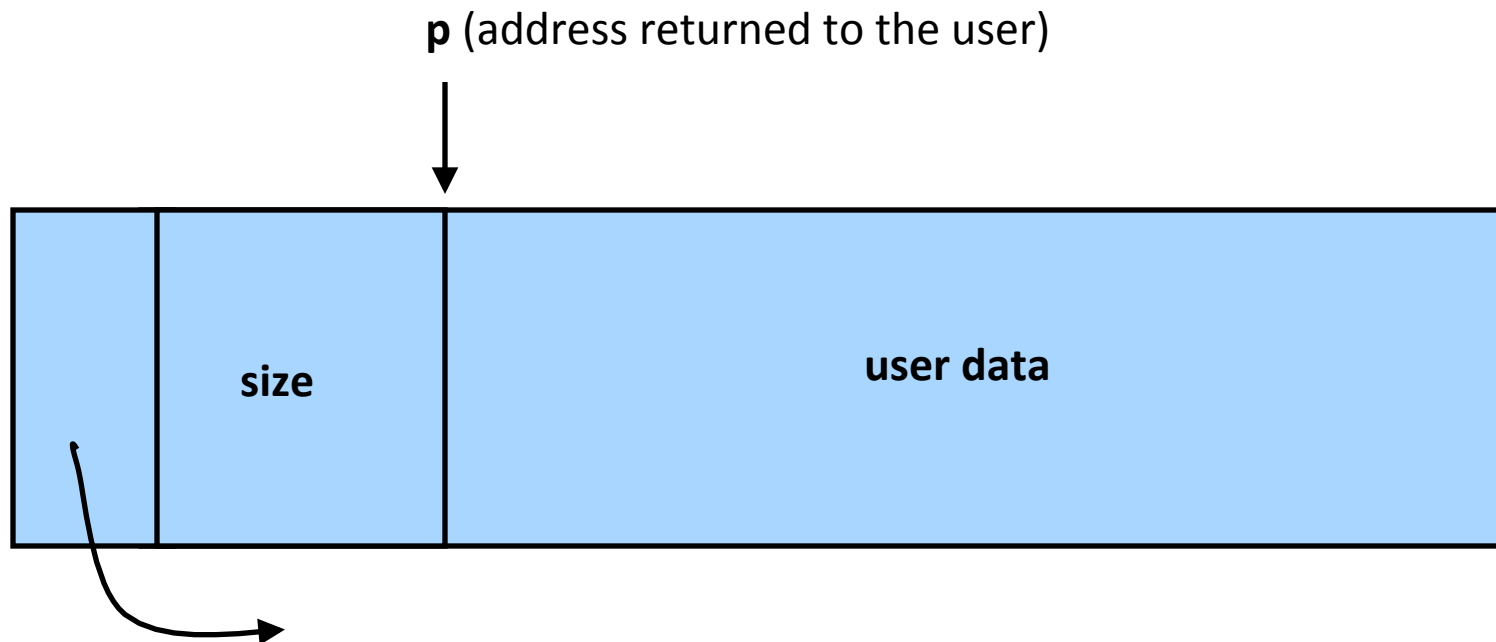 p (address returned to the user)
size
user data